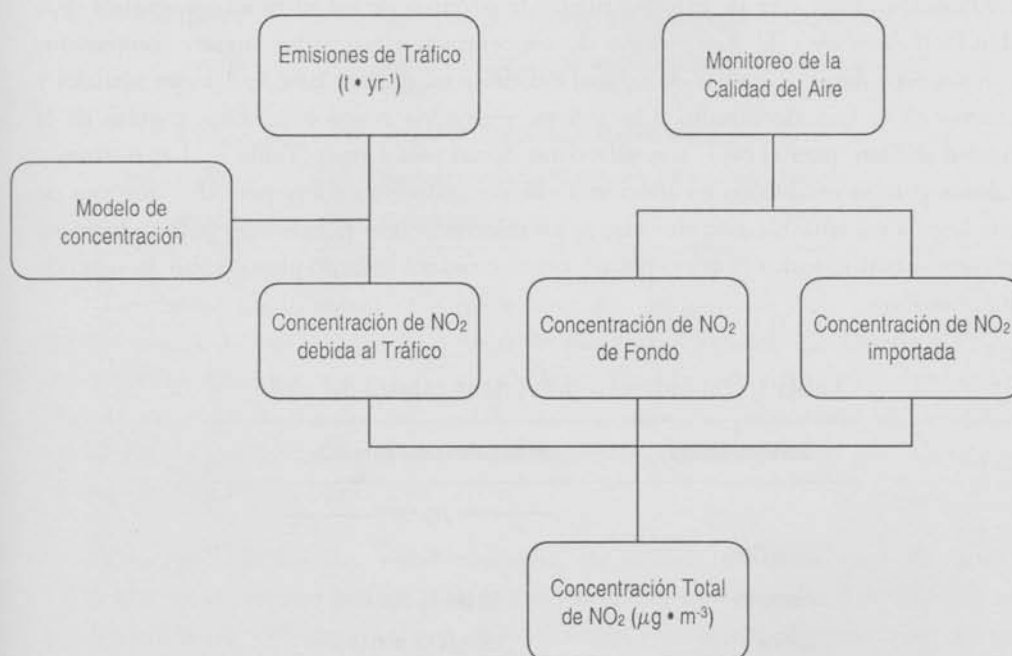 Emisiones de Tráfico
(t • yr⁻¹)
Monitoreo de la
Calidad del Aire
Modelo de
concentración
Concentración de NO₂
debida al Tráfico
Concentración de NO₂
de Fondo
Concentración de NO₂
importada
Concentración Total
de NO₂ (μg • m⁻³)